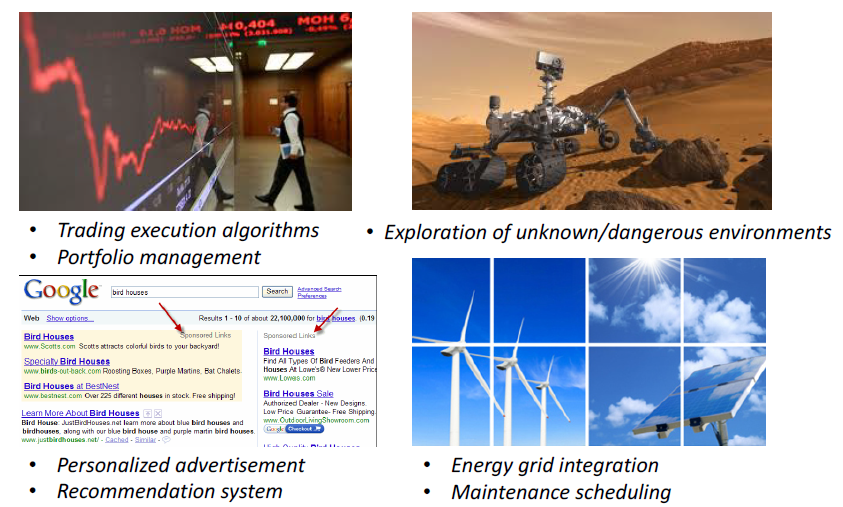 10,404 MOH 6,
• Trading execution algorithms
• Portfolio management
• Exploration of unknown/dangerous environments
Google
bird houses
Search
Advanced Search
Preferences
Web Show options...
Results 1 - 10 of about 22,100,000 for bird houses. (0.19
Sponsored Links
Bird Houses
www.Scotts.com Scotts attracts colorful birds to your backyard!
Specialty Bird Houses
www.birds-out-back.com Roosting Boxes, Purple Martins, Bat Chalets.
Bird Houses at BestNest
www.bestnest.com Over 225 different houses in stock. Free shipping!
Learn More About Bird Houses
Bird House: JustBirdHouses.net learn more about blue bird houses and
birdhouses, along with our blue bird house and purple martin bird houses.
www.justbirdhouses.net/ - Cached - Similar -
Sponsored Links
Bird Houses
Find All Types Of Bird Feeders And
Houses At Lowe's® New Lower Price
www.Lowes.com
Bird Houses Sale
Authorized Dealer - New Designs.
Low Price Guarantee- Free Shipping.
www.OutdoorLivingShowroom.com
Google Checkout
High Quality Bird Houses
• Personalized advertisement
• Recommendation system
• Energy grid integration
• Maintenance scheduling